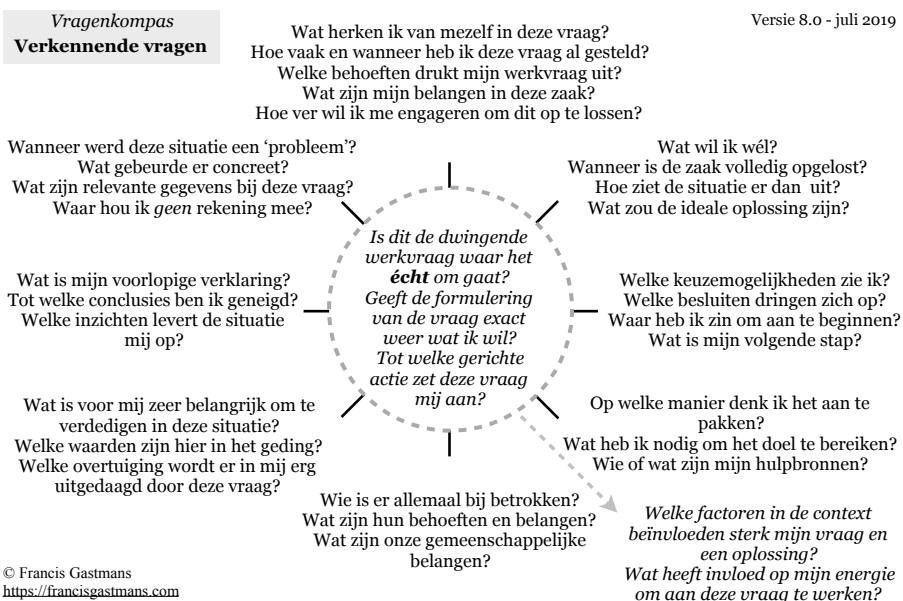 Vragenkompas
Verkennende vragen
Versie 8.0 - juli 2019
Wat herken ik van mezelf in deze vraag?
Hoe vaak en wanneer heb ik deze vraag al gesteld?
Welke behoeften drukt mijn werkvraag uit?
Wat zijn mijn belangen in deze zaak?
Hoe ver wil ik me engageren om dit op te lossen?
Wanneer werd deze situatie een ‘probleem’?
Wat gebeurde er concreet?
Wat zijn relevante gegevens bij deze vraag?
Waar hou ik geen rekening mee?
Wat wil ik wél?
Wanneer is de zaak volledig opgelost?
Hoe ziet de situatie er dan uit?
Wat zou de ideale oplossing zijn?
Is dit de dwingende
werkvraag waar het
écht om gaat?
Geeft de formulering
van de vraag exact
weer wat ik wil?
Tot welke gerichte
actie zet deze vraag
mij aan?
Wat is mijn voorlopige verklaring?
Tot welke conclusies ben ik geneigd?
Welke inzichten levert de situatie
mij op?
Welke keuzemogelijkheden zie ik?
Welke besluiten dringen zich op?
Waar heb ik zin om aan te beginnen?
Wat is mijn volgende stap?
Wat is voor mij zeer belangrijk om te
verdedigen in deze situatie?
Welke waarden zijn hier in het geding?
Welke overtuiging wordt er in mij erg
uitgedaagd door deze vraag?
Op welke manier denk ik het aan te
pakken?
Wat heb ik nodig om het doel te bereiken?
Wie of wat zijn mijn hulpbronnen?
Wie is er allemaal bij betrokken?
Wat zijn hun behoeften en belangen?
Wat zijn onze gemeenschappelijke
belangen?
Welke factoren in de context
beïnvloeden sterk mijn vraag en
een oplossing?
Wat heeft invloed op mijn energie
om aan deze vraag te werken?
© Francis Gastmans
https://francisgastmans.com